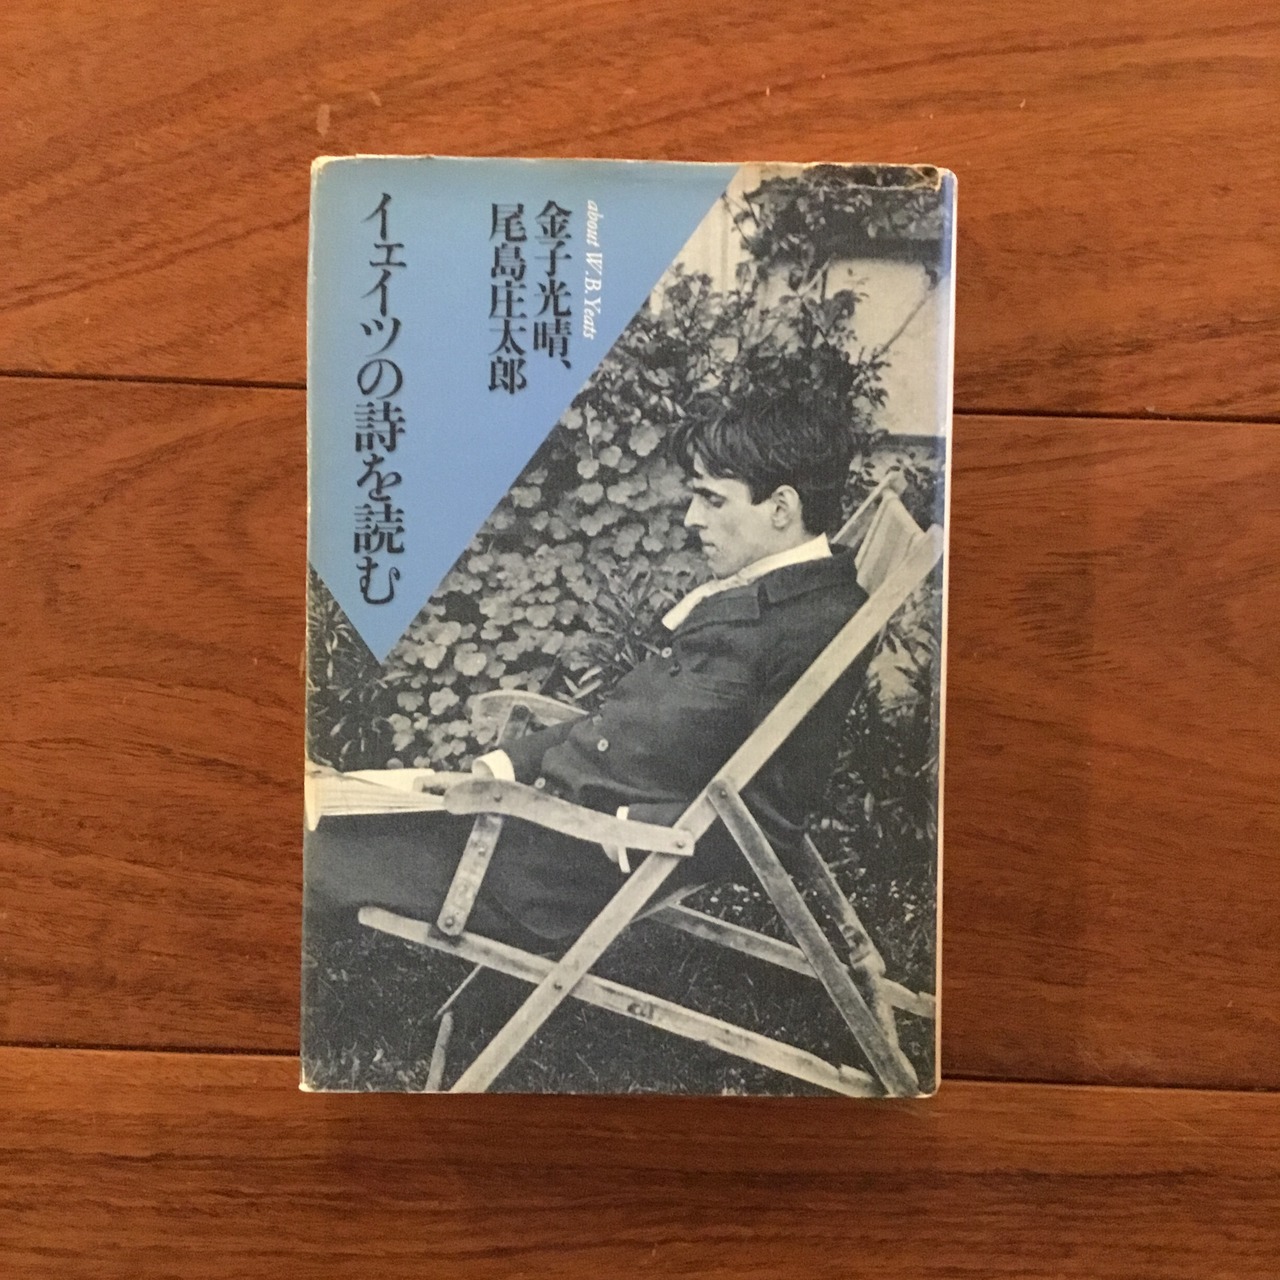 about W.B. Yeats
金子光晴、
尾島庄太郎
イェイツの詩を読む